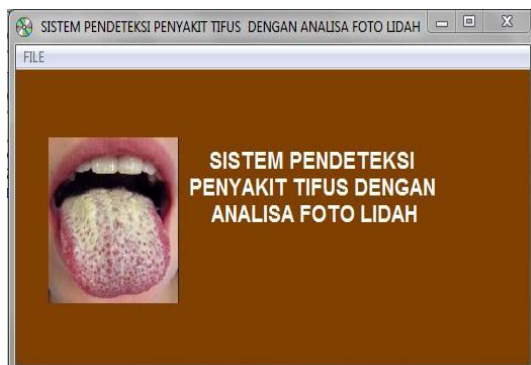 SISTEM PENDETEKSI PENYAKIT TIFUS DENGAN ANALISA FOTO LIDAH
FILE
SISTEM PENDETEKSI
PENYAKIT TIFUS DENGAN
ANALISA FOTO LIDAH